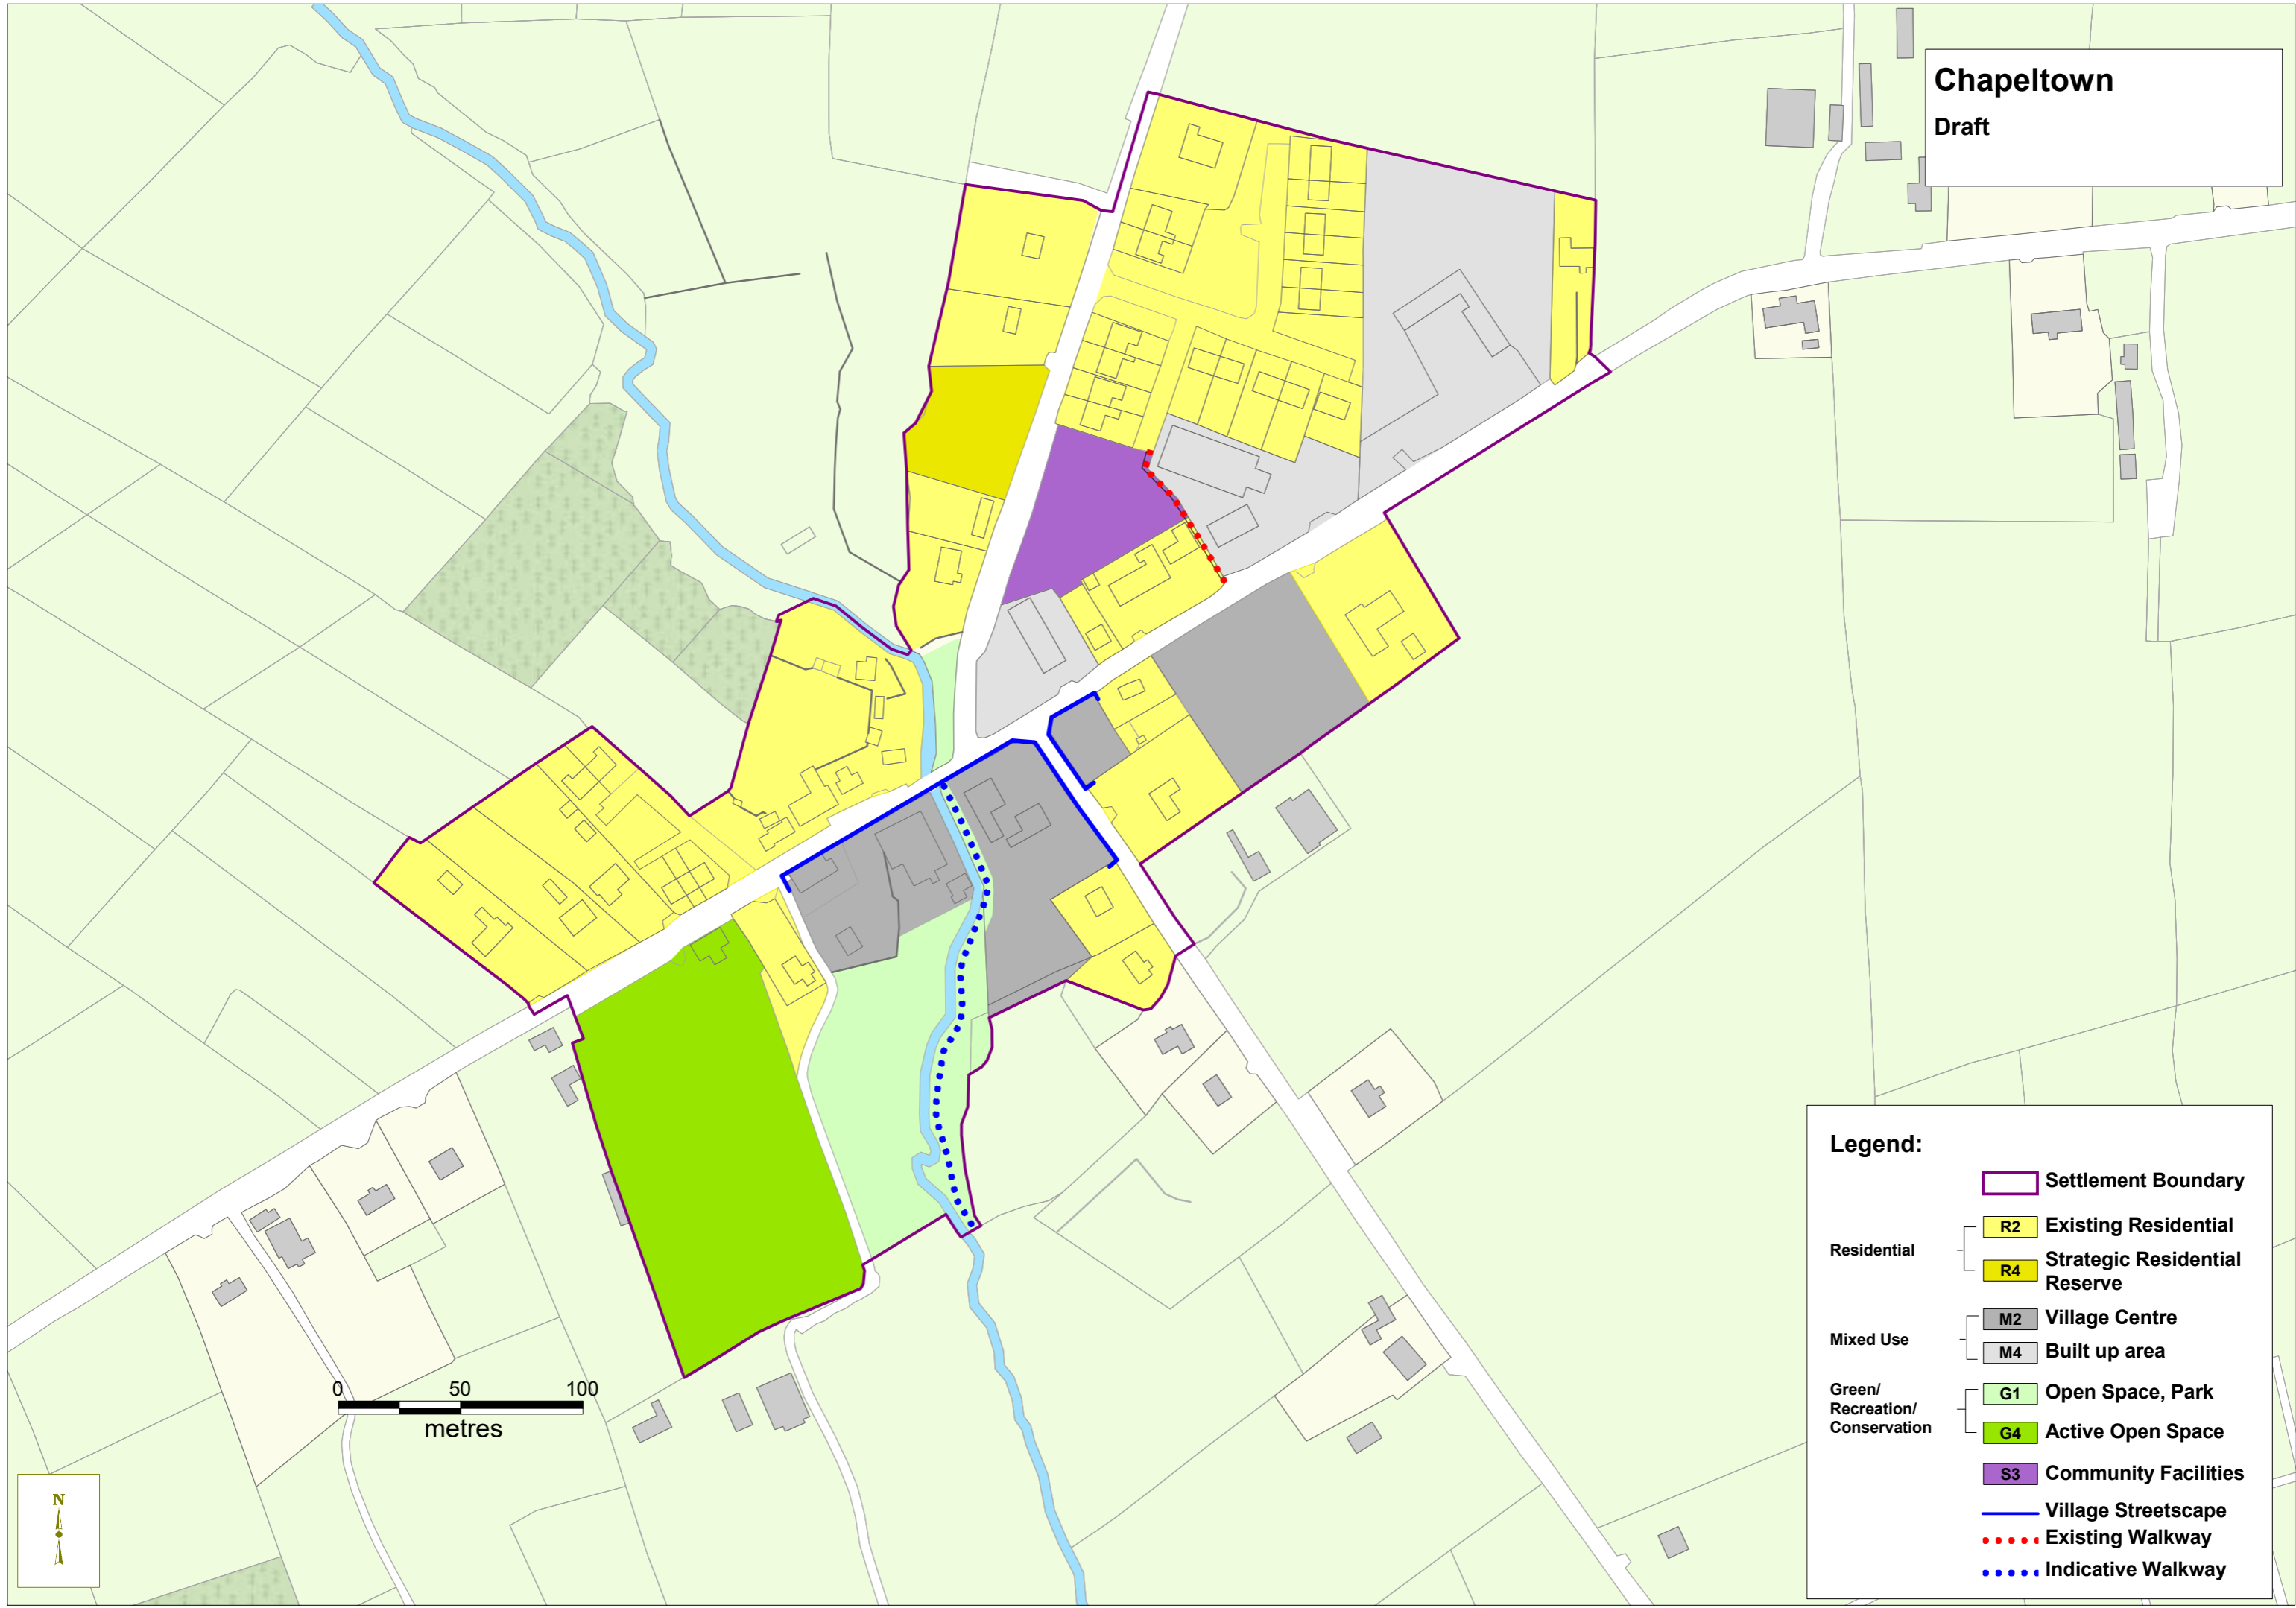 Chapeltown
Draft
Legend:
Settlement Boundary
Residential
R2 Existing Residential
R4 Strategic Residential
Reserve
Mixed Use
M2 Village Centre
M4 Built up area
Green/
Recreation/
Conservation
G1 Open Space, Park
G4 Active Open Space
S3 Community Facilities
Village Streetscape
Existing Walkway
Indicative Walkway
0 50 100
metres
N